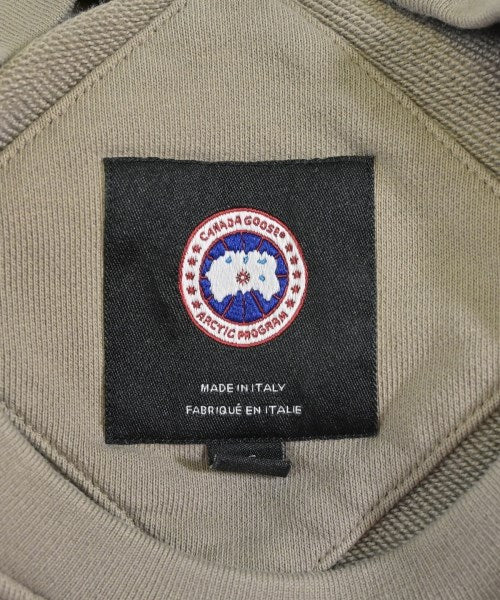 CANADA GOOSE®
ARCTIC PROGRAM
MADE IN ITALY
FABRIQUÉ EN ITALIE